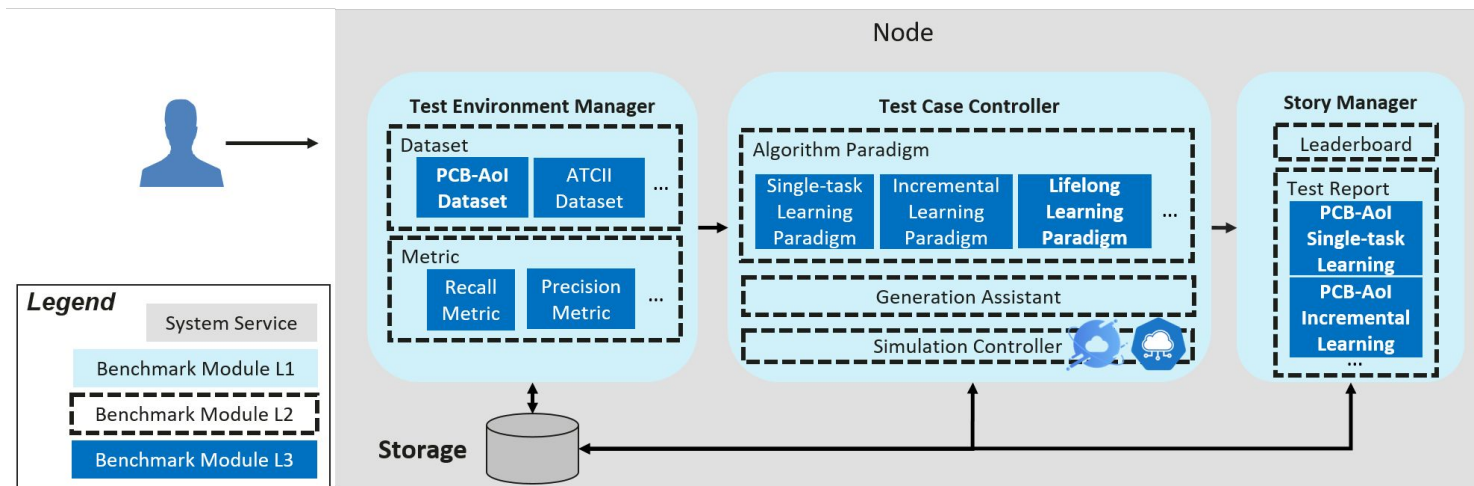 Node
Test Environment Manager
Dataset
PCB-AoI
Dataset
ATCII
Dataset
...
Metric
Recall
Metric
Precision
Metric
...
Test Case Controller
Algorithm Paradigm
Single-task
Learning
Paradigm
Incremental
Learning
Paradigm
Lifelong
Learning
Paradigm
...
Generation Assistant
Simulation Controller
Story Manager
Leaderboard
Test Report
PCB-AoI
Single-task
Learning
PCB-AoI
Incremental
Learning
...
Storage
Legend
System Service
Benchmark Module L1
Benchmark Module L2
Benchmark Module L3